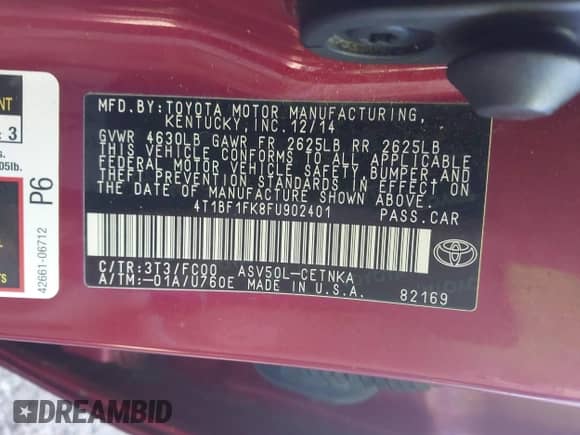 MFD.BY:TOYOTA MOTOR MANUFACTURING,
KENTUCKY, INC.12/14
GVWR 4630LB GAWR FR 2625LB RR 2625LB
THIS VEHICLE CONFORMS TO ALL APPLICABLE
FEDERAL MOTOR VEHICLE SAFETY,BUMPER,AND
THEFT PREVENTION STANDARDS IN EFFECT ON
THE DATE OF MANUFACTURE SHOWN ABOVE.
4T1BF1FK8FU902401 PASS.CAR
C/TR:3T3/FC00 ASV50L-CETNKA
A/TM:-01A/U760E MADE IN U.S.A.
82169
TOYOTA
3
P6
42661-06712
DREAMBID